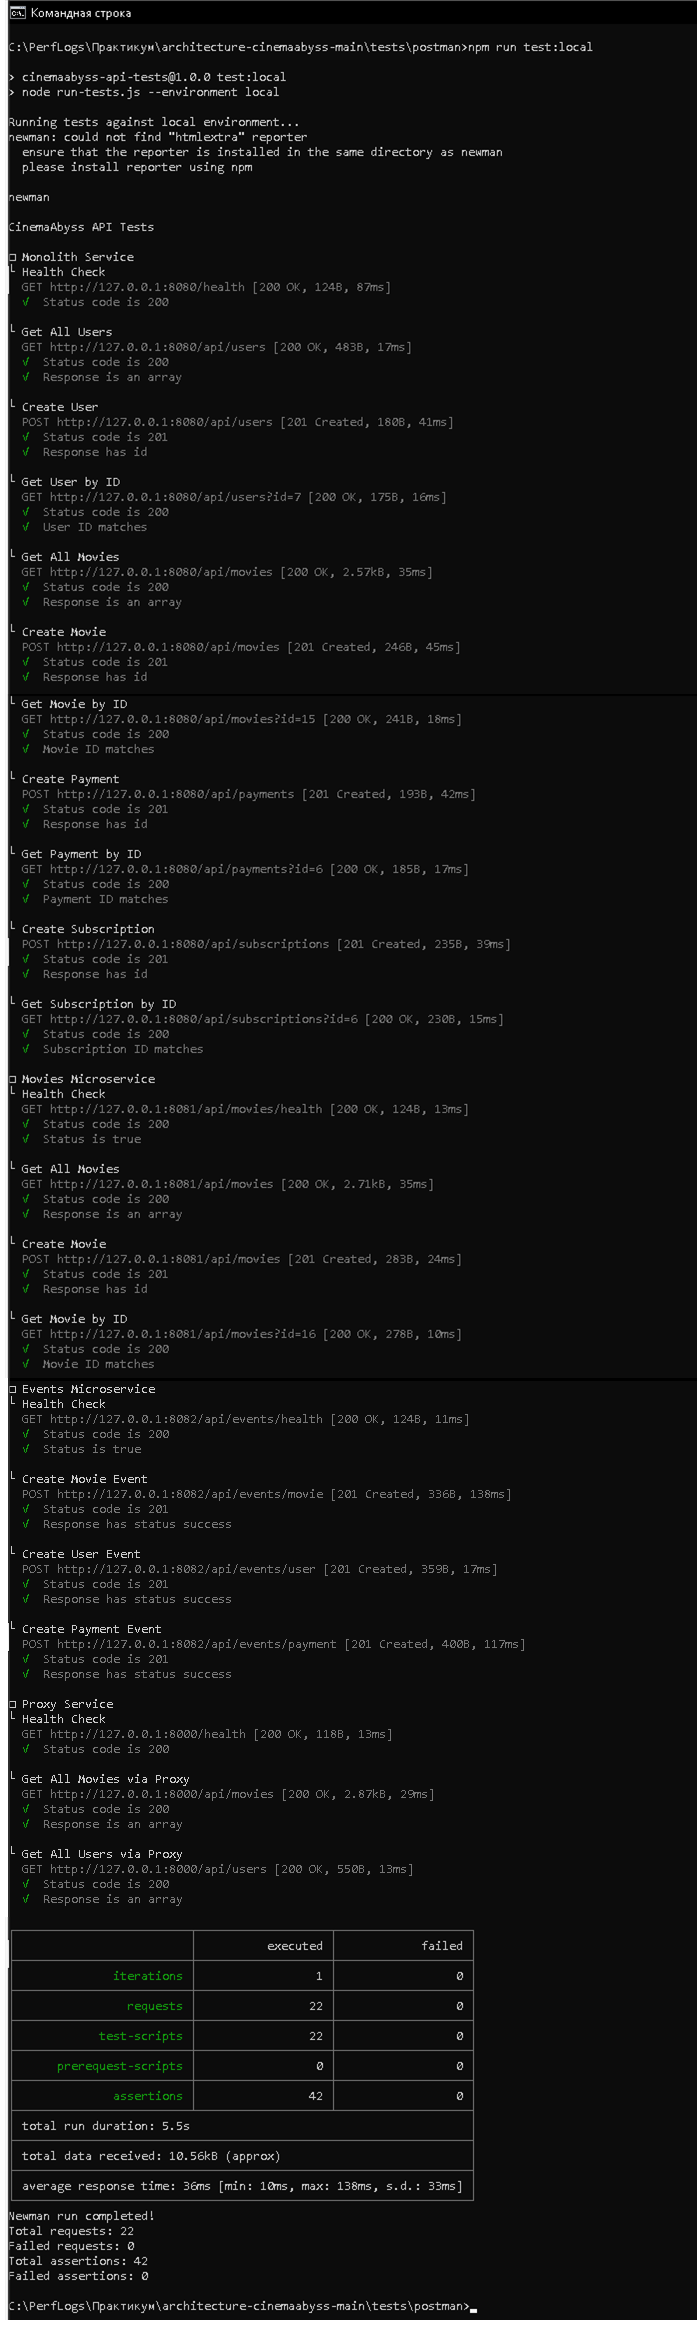 Командная строка
C:\PerfLogs\Практикум\architecture-cinemaabyss-main\tests\postman>npm run test:local
> cinemaabyss-api-tests@1.0.0 test:local
> node run-tests.js --environment local
Running tests against local environment...
newman: could not find "htmlextra" reporter
ensure that the reporter is installed in the same directory as newman
please install reporter using npm
newman
CinemaAbyss API Tests
□ Monolith Service
└ Health Check
GET http://127.0.0.1:8080/health [200 OK, 124B, 87ms]
√ Status code is 200
└ Get All Users
GET http://127.0.0.1:8080/api/users [200 OK, 483B, 17ms]
√ Status code is 200
√ Response is an array
└ Create User
POST http://127.0.0.1:8080/api/users [201 Created, 180B, 41ms]
√ Status code is 201
√ Response has id
└ Get User by ID
GET http://127.0.0.1:8080/api/users?id=7 [200 OK, 175B, 16ms]
√ Status code is 200
√ User ID matches
└ Get All Movies
GET http://127.0.0.1:8080/api/movies [200 OK, 2.57kB, 35ms]
√ Status code is 200
√ Response is an array
└ Create Movie
POST http://127.0.0.1:8080/api/movies [201 Created, 246B, 45ms]
√ Status code is 201
√ Response has id
└ Get Movie by ID
GET http://127.0.0.1:8080/api/movies?id=15 [200 OK, 241B, 18ms]
√ Status code is 200
√ Movie ID matches
└ Create Payment
POST http://127.0.0.1:8080/api/payments [201 Created, 193B, 42ms]
√ Status code is 201
√ Response has id
└ Get Payment by ID
GET http://127.0.0.1:8080/api/payments?id=6 [200 OK, 185B, 17ms]
√ Status code is 200
√ Payment ID matches
└ Create Subscription
POST http://127.0.0.1:8080/api/subscriptions [201 Created, 235B, 39ms]
√ Status code is 201
√ Response has id
└ Get Subscription by ID
GET http://127.0.0.1:8080/api/subscriptions?id=6 [200 OK, 230B, 15ms]
√ Status code is 200
√ Subscription ID matches
□ Movies Microservice
└ Health Check
GET http://127.0.0.1:8081/api/movies/health [200 OK, 124B, 13ms]
√ Status code is 200
√ Status is true
└ Get All Movies
GET http://127.0.0.1:8081/api/movies [200 OK, 2.71kB, 35ms]
√ Status code is 200
√ Response is an array
└ Create Movie
POST http://127.0.0.1:8081/api/movies [201 Created, 283B, 24ms]
√ Status code is 201
√ Response has id
└ Get Movie by ID
GET http://127.0.0.1:8081/api/movies?id=16 [200 OK, 278B, 10ms]
√ Status code is 200
√ Movie ID matches
□ Events Microservice
└ Health Check
GET http://127.0.0.1:8082/api/events/health [200 OK, 124B, 11ms]
√ Status code is 200
√ Status is true
└ Create Movie Event
POST http://127.0.0.1:8082/api/events/movie [201 Created, 336B, 138ms]
√ Status code is 201
√ Response has status success
└ Create User Event
POST http://127.0.0.1:8082/api/events/user [201 Created, 359B, 17ms]
√ Status code is 201
√ Response has status success
└ Create Payment Event
POST http://127.0.0.1:8082/api/events/payment [201 Created, 400B, 117ms]
√ Status code is 201
√ Response has status success
□ Proxy Service
└ Health Check
GET http://127.0.0.1:8000/health [200 OK, 118B, 13ms]
√ Status code is 200
└ Get All Movies via Proxy
GET http://127.0.0.1:8000/api/movies [200 OK, 2.87kB, 29ms]
√ Status code is 200
√ Response is an array
└ Get All Users via Proxy
GET http://127.0.0.1:8000/api/users [200 OK, 550B, 13ms]
√ Status code is 200
√ Response is an array
executed failed
iterations 1 0
requests 22 0
test-scripts 22 0
prerequest-scripts 0 0
assertions 42 0
total run duration: 5.5s
total data received: 10.56kB (approx)
average response time: 36ms [min: 10ms, max: 138ms, s.d.: 33ms]
Newman run completed!
Total requests: 22
Failed requests: 0
Total assertions: 42
Failed assertions: 0
C:\PerfLogs\Практикум\architecture-cinemaabyss-main\tests\postman>_